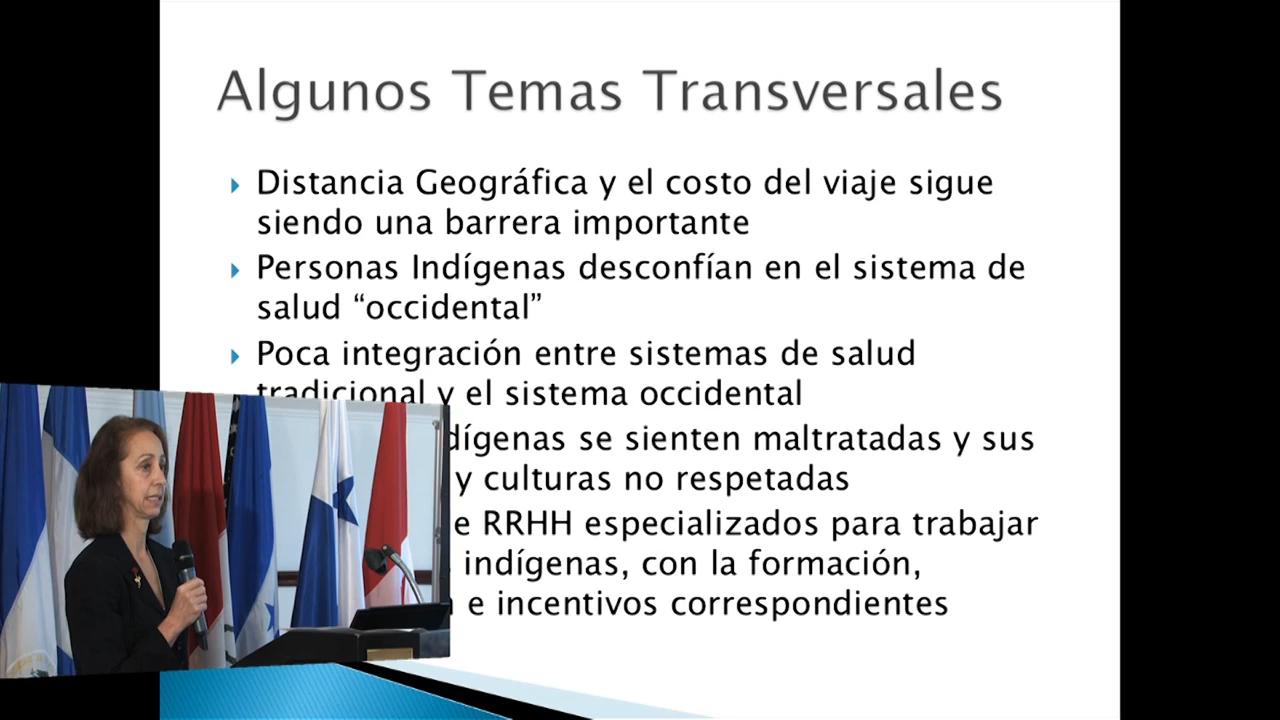 Algunos Temas Transversales
Distancia Geográfica y el costo del viaje sigue
siendo una barrera importante
Personas Indígenas desconfían en el sistema de
salud “occidental”
Poca integración entre sistemas de salud
tradicional y el sistema occidental
se sienten maltratadas y sus
y culturas no respetadas
RRHH especializados para trabajar
indígenas, con la formación,
e incentivos correspondientes